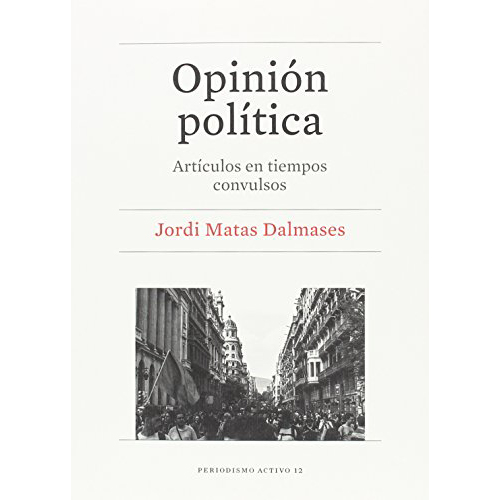 Opinión
política
Artículos en tiempos
convulsos
Jordi Matas Dalmases
PERIODISMO ACTIVO 12